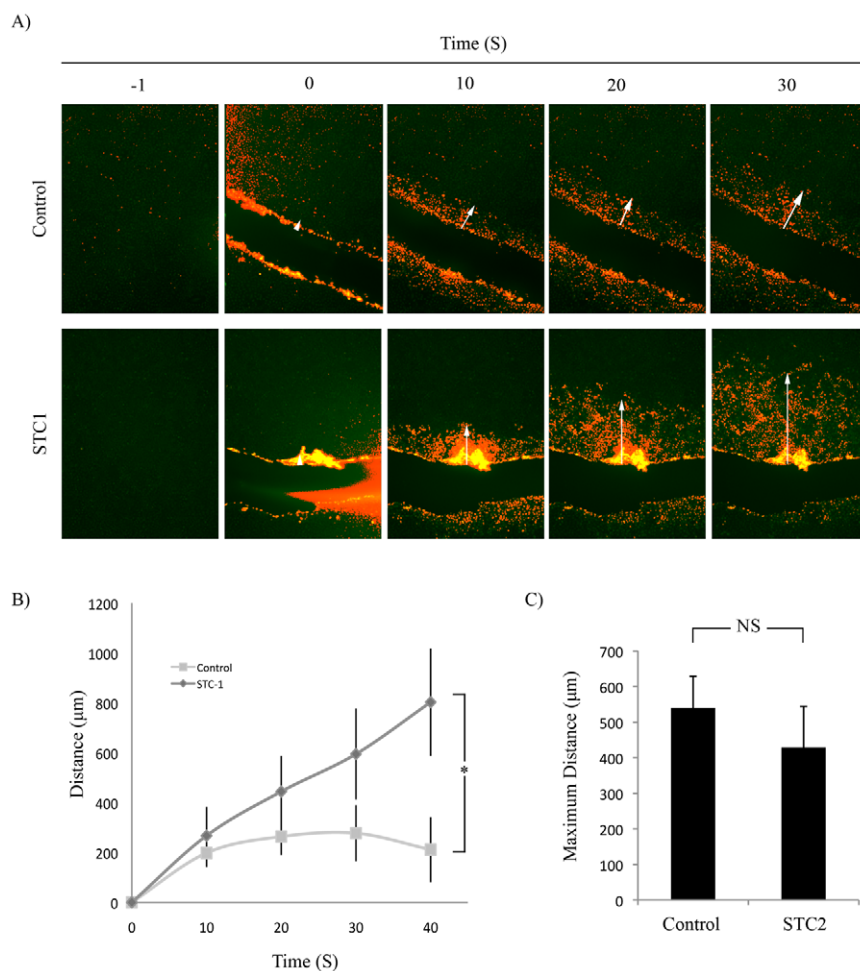 A)
Time (S)
-1 0 10 20 30
Control
STC1
B)
1200
1000
800
600
400
200
0
Distance (μm)
Control
STC-1
*
0 10 20 30 40
Time (S)
C)
NS
700
600
500
400
300
200
100
0
Maximum Distance (μm)
Control STC2